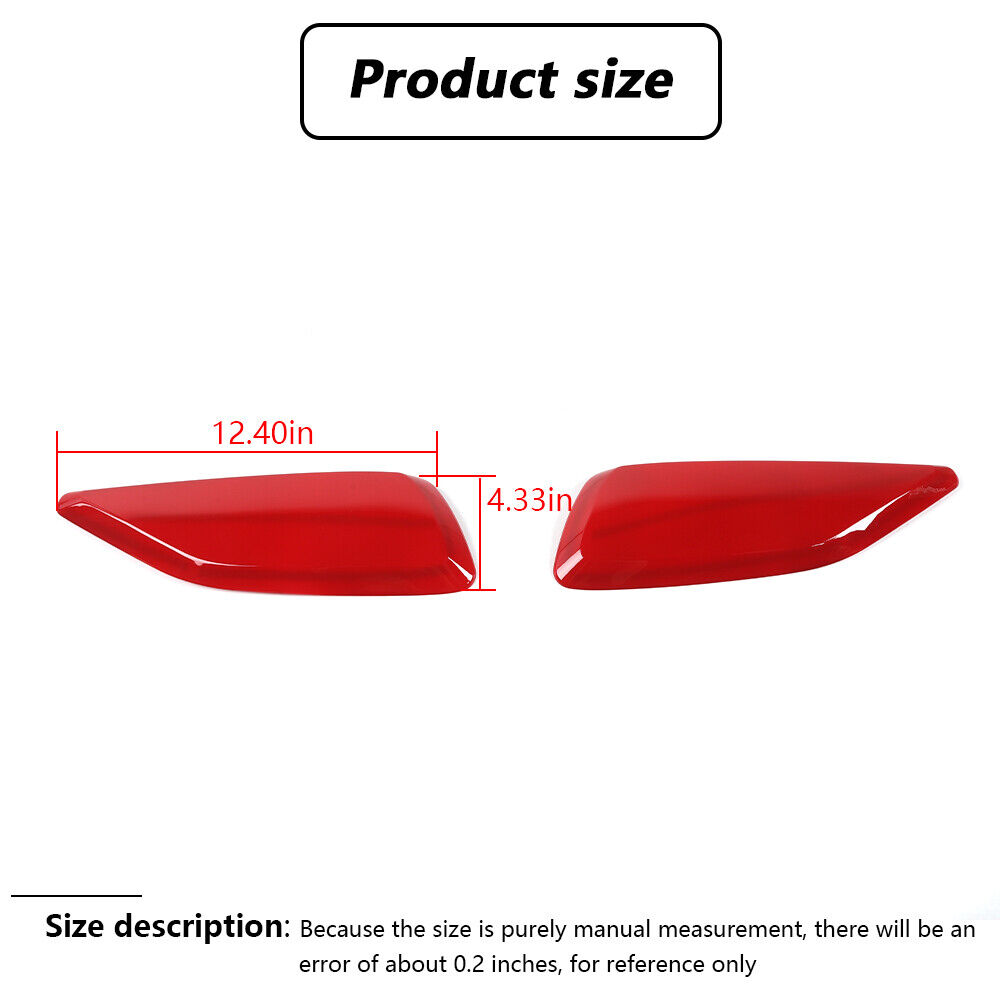 Product size
12.40in
4.33in
Size description: Because the size is purely manual measurement, there will be an
error of about 0.2 inches, for reference only